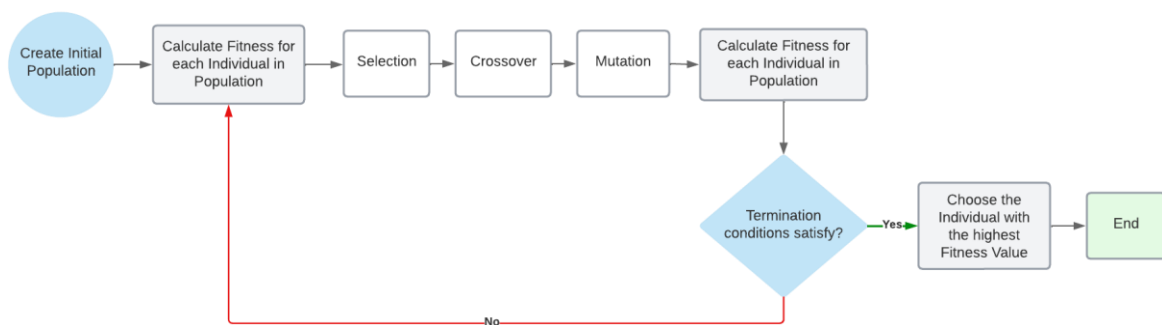 Create Initial
Population
Calculate Fitness for
each Individual in
Population
Selection
Crossover
Mutation
Calculate Fitness for
each Individual in
Population
Termination
conditions satisfy?
Yes
Choose the
Individual with
the highest
Fitness Value
End
No